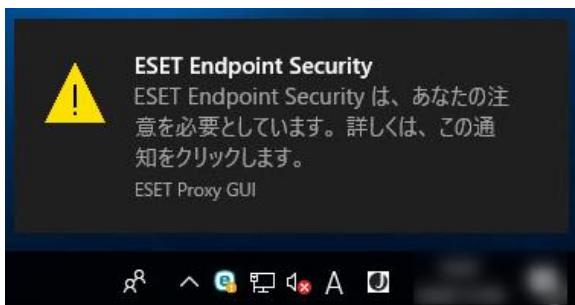 ESET Endpoint Security
ESET Endpoint Security は、あなたの注
意を必要としています。詳しくは、この通
知をクリックします。
ESET Proxy GUI
A J